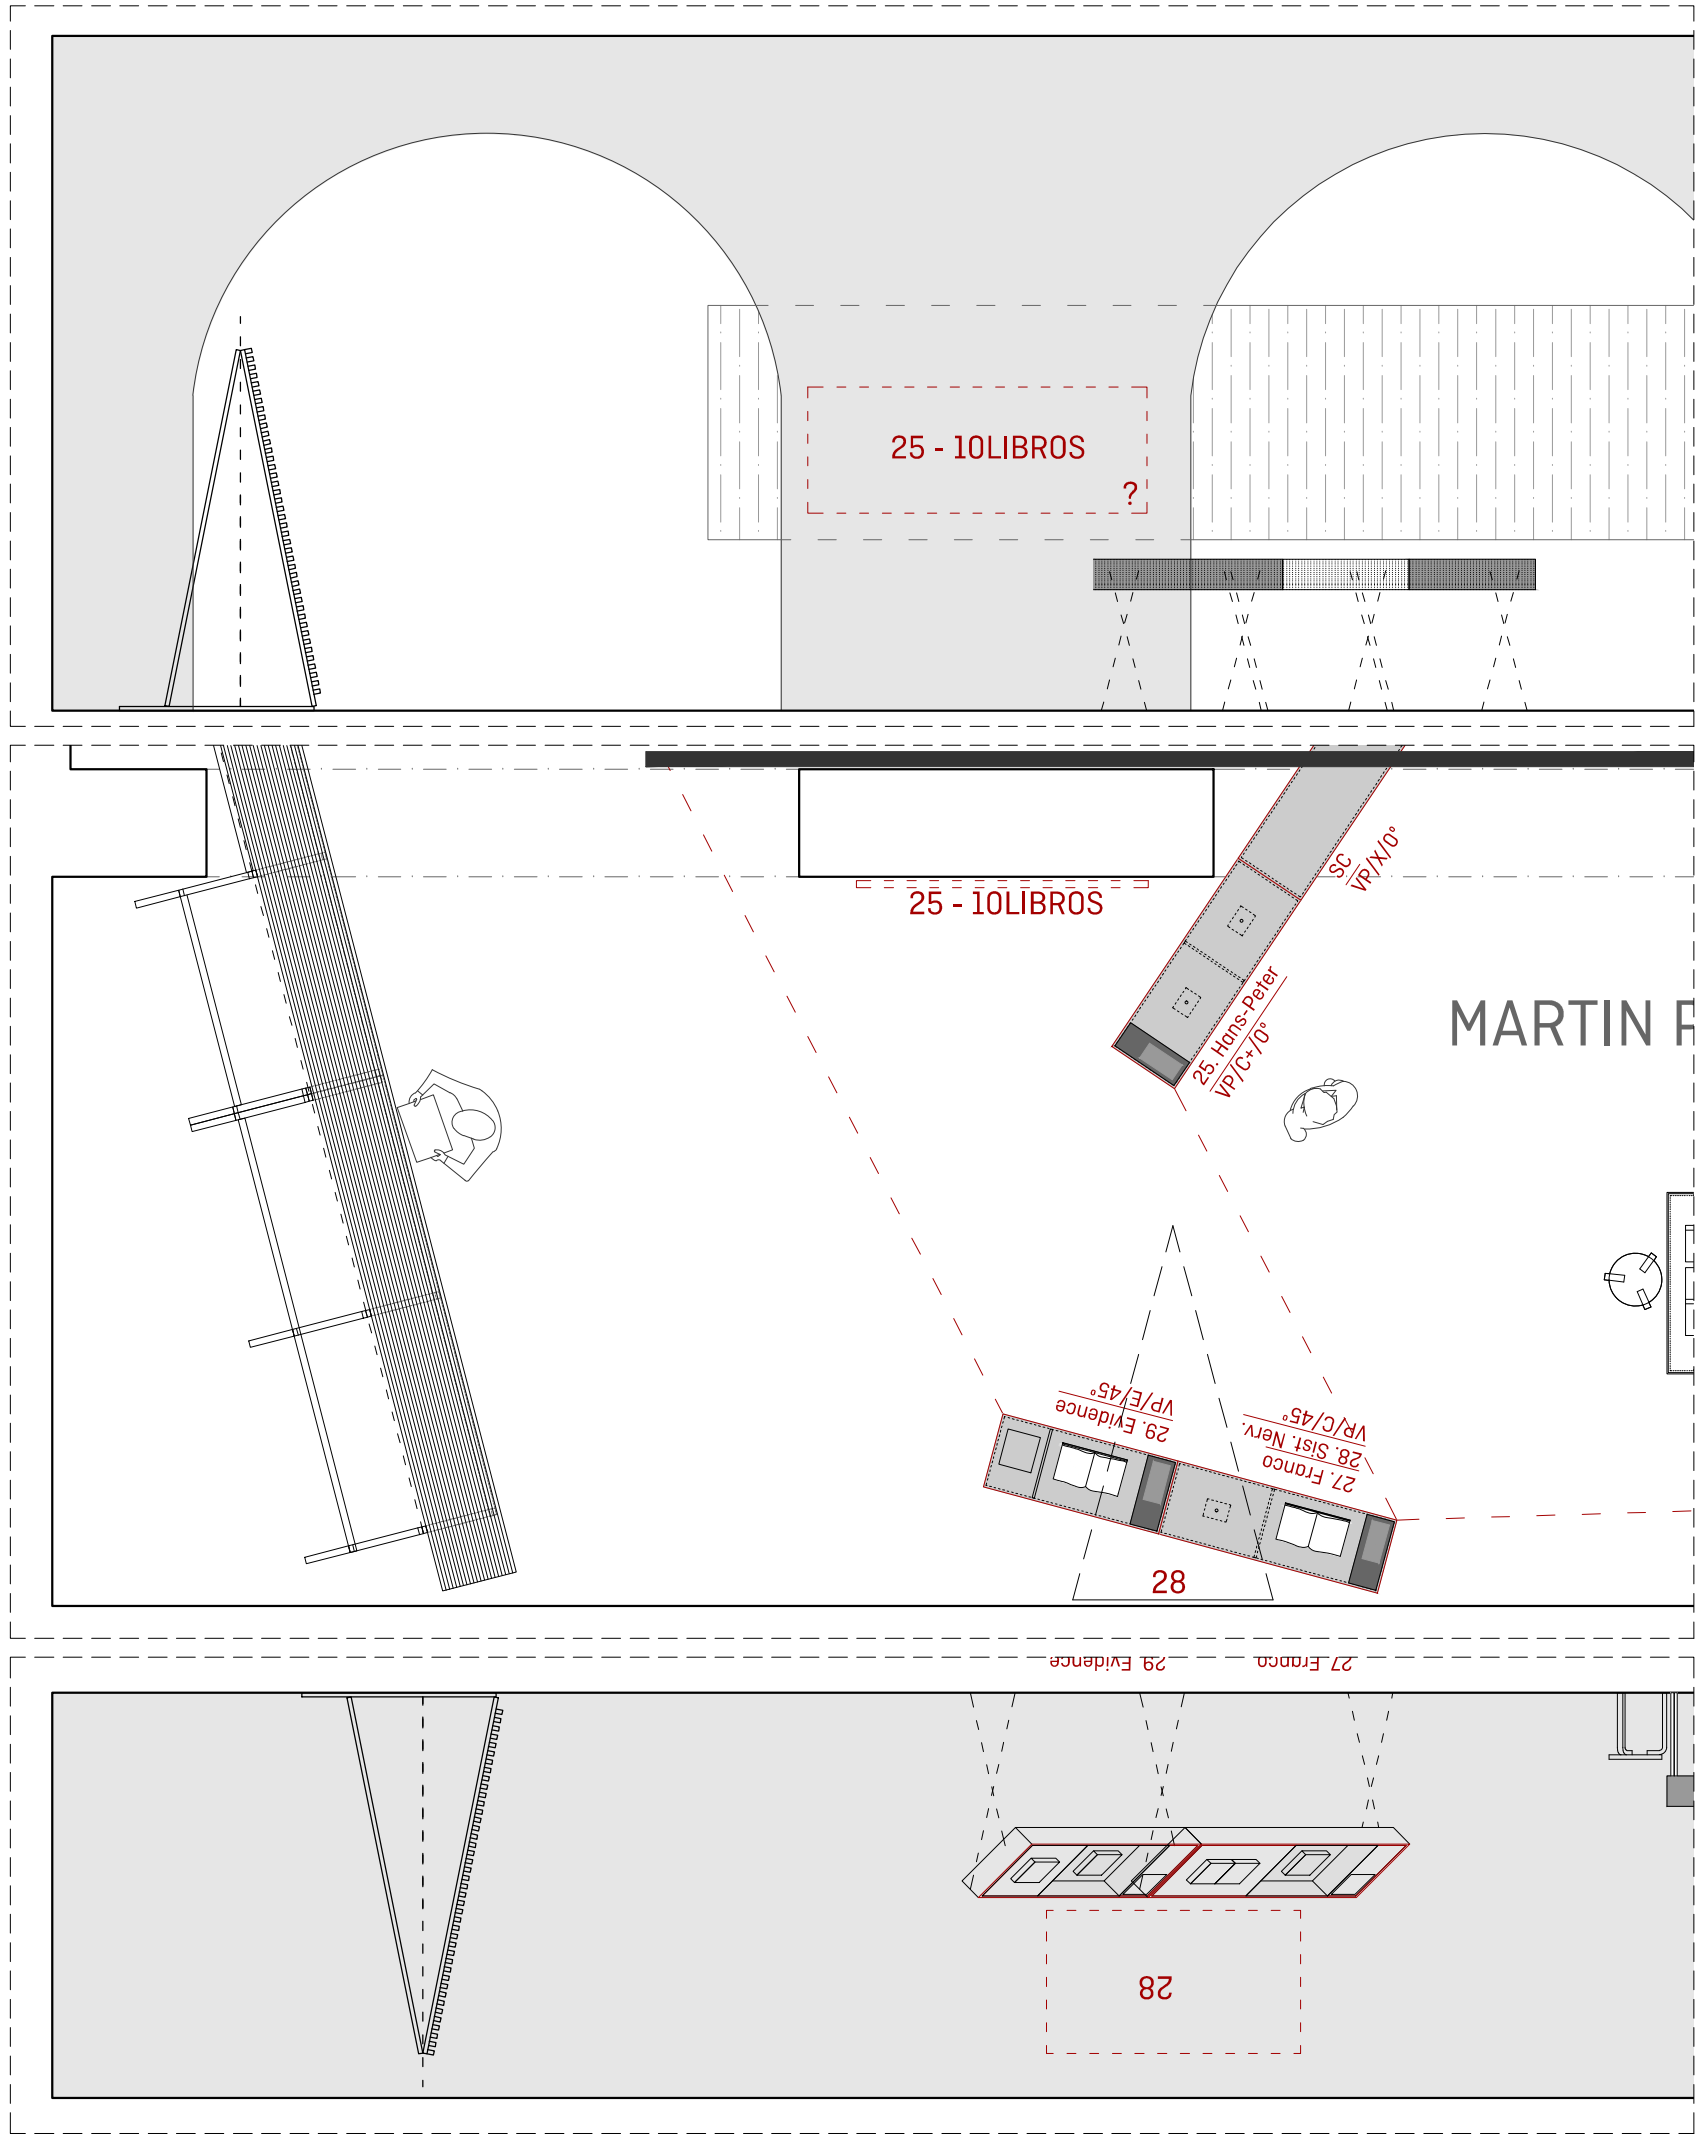 25 - 10LIBROS
?
25 - 10LIBROS
SC
VP/X/0°
25. Hans-Peter
VP/C+/0°
MARTIN R
29. Evidence
VP/E/45°
27. Franco
28. Sist. Nerv.
VR/C/45°
28
29. Evidence
27. Franco
28